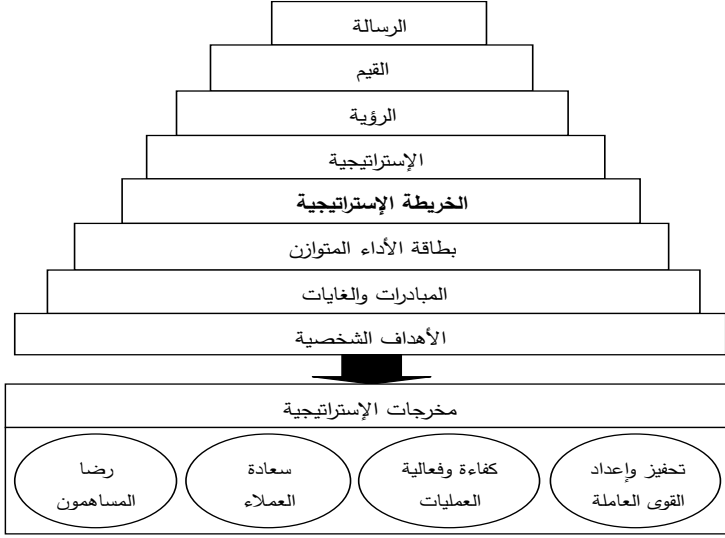 الرسالة
القيم
الرؤية
الإستراتيجية
الخريطة الإستراتيجية
بطاقة الأداء المتوازن
المبادرات والغايات
الأهداف الشخصية
مخرجات الإستراتيجية
تحفيز وإعداد
القوى العاملة
كفاءة وفعالية
العمليات
سعادة
العملاء
رضا
المساهمون